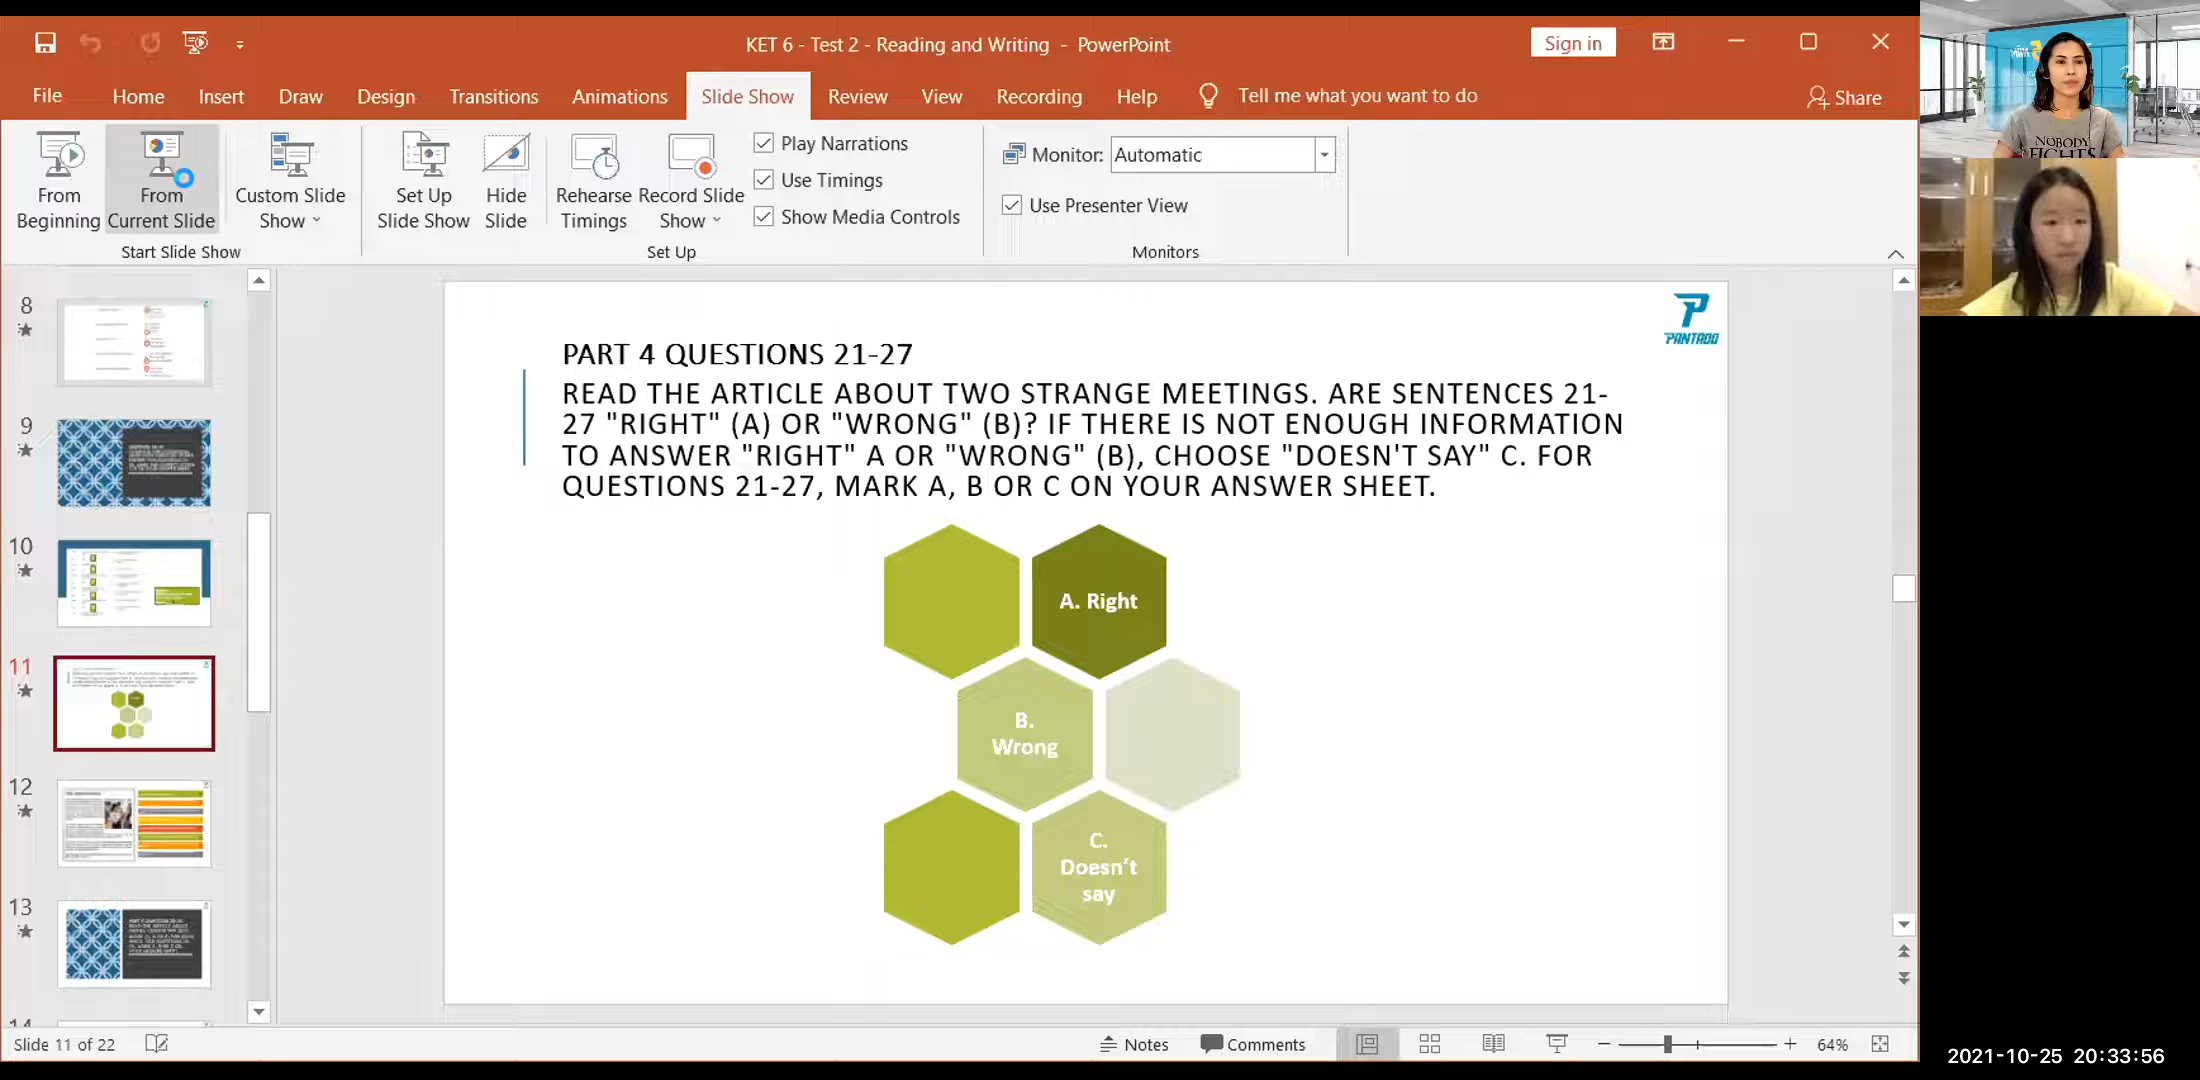 KET 6 - Test 2 - Reading and Writing - PowerPoint
Sign in
File Home Insert Draw Design Transitions Animations Slide Show Review View Recording Help Tell me what you want to do Share
From Beginning
From Current Slide
Custom Slide Show
Set Up Slide Show
Hide Slide
Rehearse Timings
Record Slide Show
Play Narrations
Use Timings
Show Media Controls
Monitor: Automatic
Use Presenter View
Start Slide Show
Set Up
Monitors
NOBODY
FIGHTS
8
9
10
11
12
13
14
PANTADO
PART 4 QUESTIONS 21-27
READ THE ARTICLE ABOUT TWO STRANGE MEETINGS. ARE SENTENCES 21-
27 "RIGHT" (A) OR "WRONG" (B)? IF THERE IS NOT ENOUGH INFORMATION
TO ANSWER "RIGHT" A OR "WRONG" (B), CHOOSE "DOESN'T SAY" C. FOR
QUESTIONS 21-27, MARK A, B OR C ON YOUR ANSWER SHEET.
A. Right
B.
Wrong
C.
Doesn't
say
Slide 11 of 22
Notes
Comments
64%
2021-10-25 20:33:56